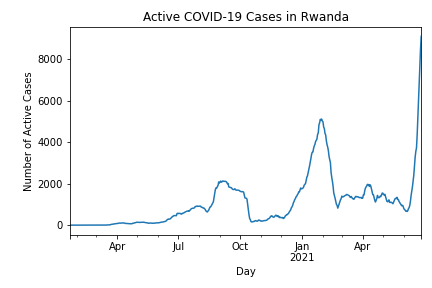 Active COVID-19 Cases in Rwanda
Number of Active Cases
8000
6000
4000
2000
0
Apr
Jul
Oct
Jan
2021
Apr
Day